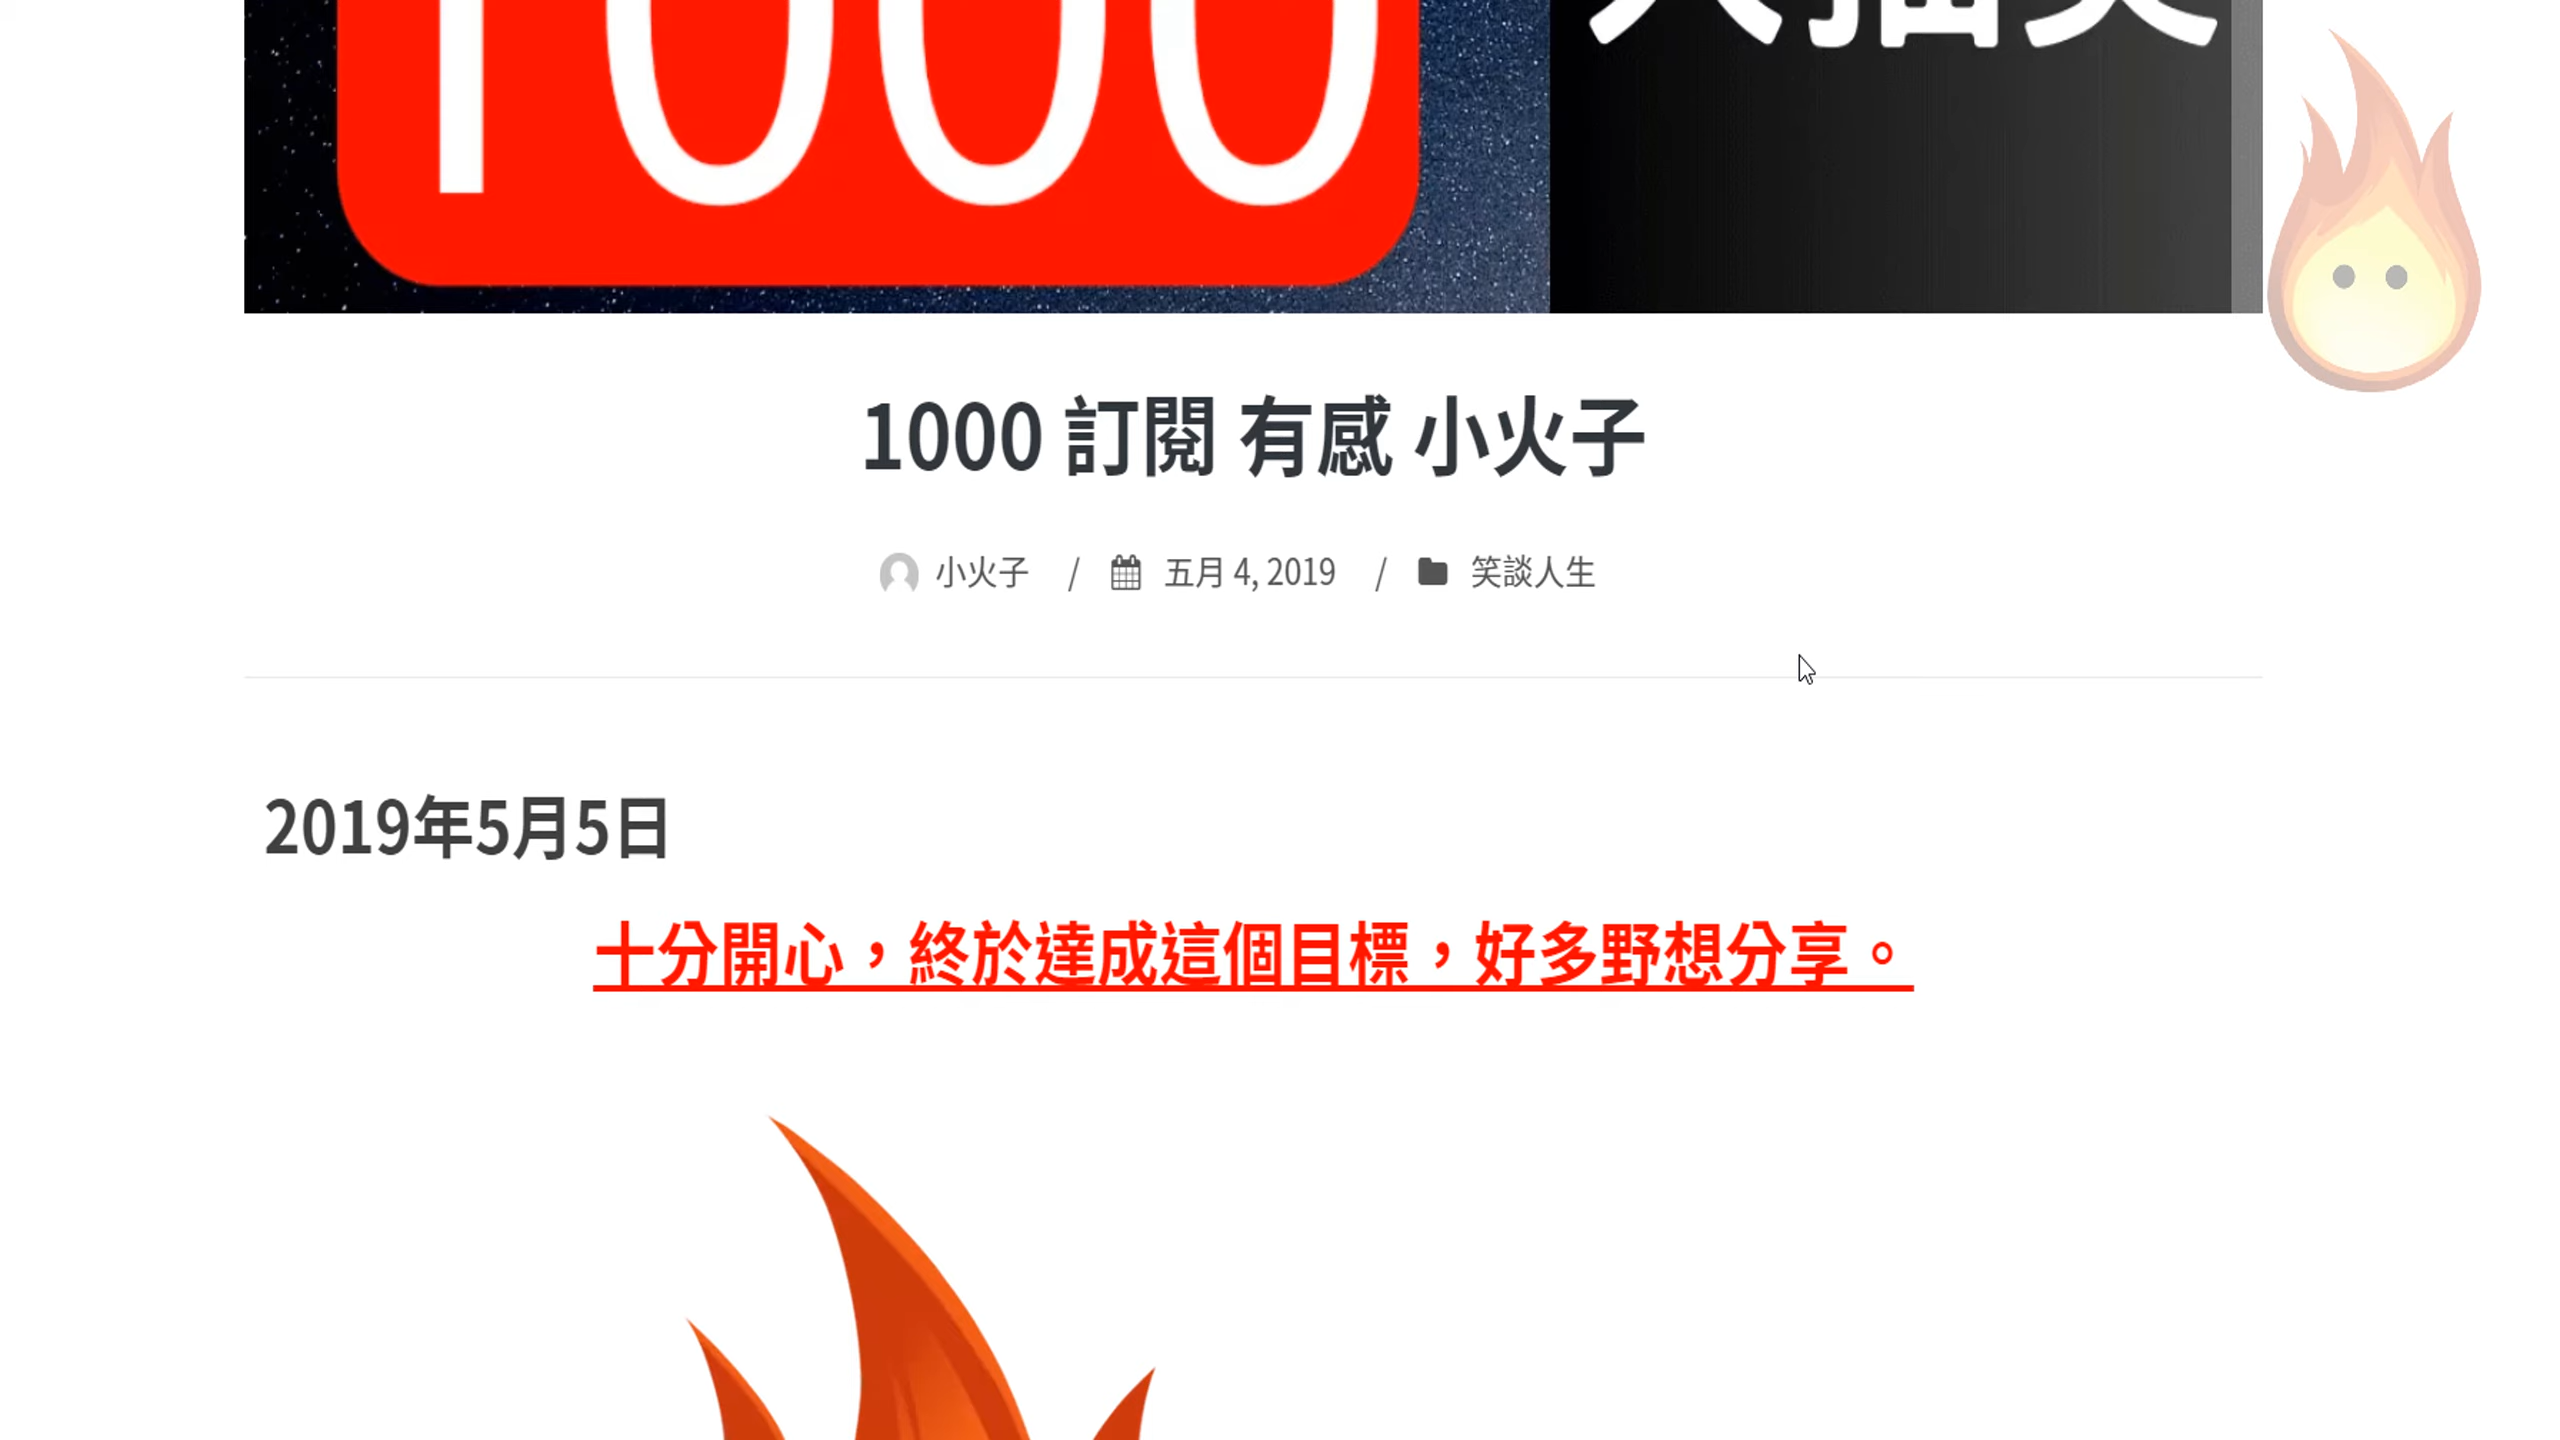 1000
1000 訂閱 有感 小火子
小火子 / 五月 4, 2019 / 笑談人生
2019年5月5日
十分開心，終於達成這個目標，好多野想分享。